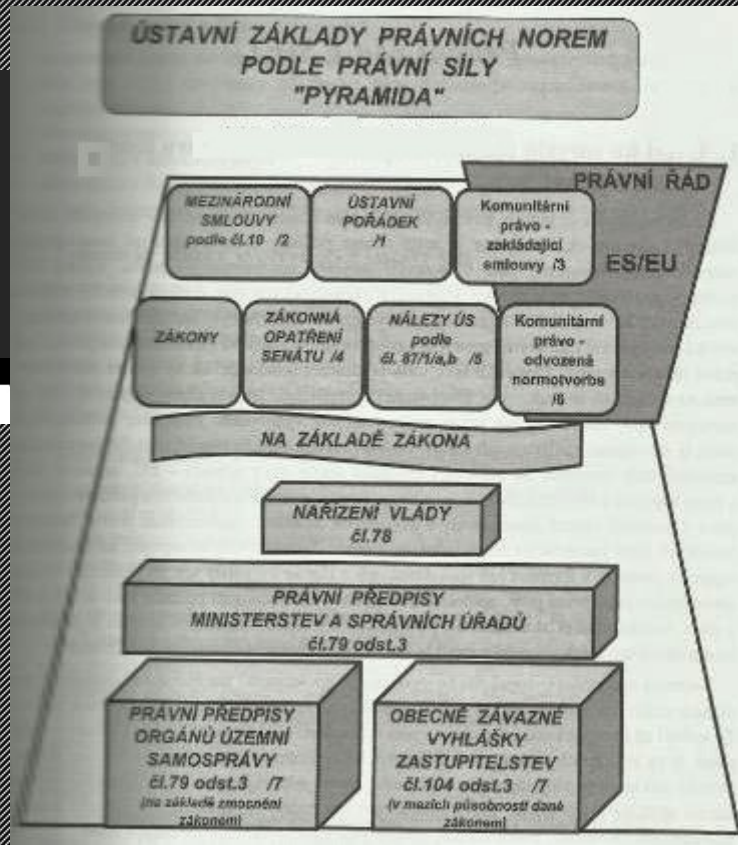 ÚSTAVNÍ ZÁKLADY PRÁVNÍCH NOREM
PODLE PRÁVNÍ SÍLY
"PYRAMIDA"
PRÁVNÍ ŘÁD
ES/EU
MEZINÁRODNÍ
SMLOUVY
podle čl.10 /2
ÚSTAVNÍ
POŘÁDEK
/1
Komunitární
právo -
zakládající
smlouvy /3
ZÁKONY
ZÁKONNÁ
OPATŘENÍ
SENÁTU /4
NÁLEZY ÚS
podle
čl. 87/1/a,b /5
Komunitární
právo -
odvozená
normotvorba
/6
NA ZÁKLADĚ ZÁKONA
NAŘÍZENÍ VLÁDY
čl.78
PRÁVNÍ PŘEDPISY
MINISTERSTEV A SPRÁVNÍCH ÚŘADŮ
čl.79 odst.3
PRÁVNÍ PŘEDPISY
ORGÁNŮ ÚZEMNÍ
SAMOSPRÁVY
čl.79 odst.3 /7
(na základě zmocnění
zákonem)
OBECNĚ ZÁVAZNÉ
VYHLÁŠKY
ZASTUPITELSTEV
čl.104 odst.3 /7
(v mezích působnosti dané
zákonem)